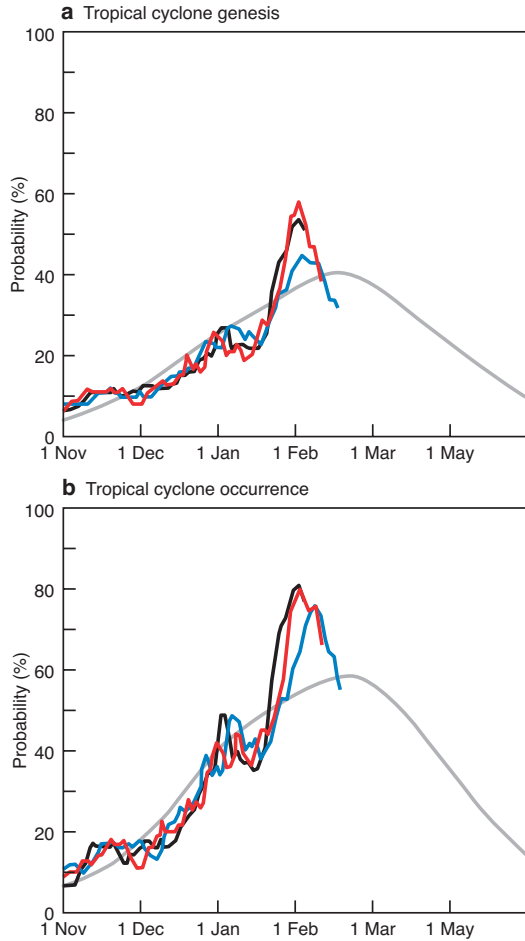 a Tropical cyclone genesis
100
80
60
40
20
0
Probability (%)
1 Nov 1 Dec 1 Jan 1 Feb 1 Mar 1 May
b Tropical cyclone occurrence
100
80
60
40
20
0
Probability (%)
1 Nov 1 Dec 1 Jan 1 Feb 1 Mar 1 May